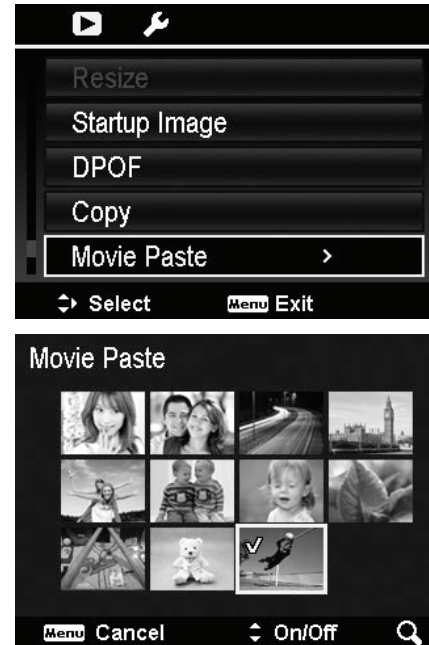 Resize
Startup Image
DPOF
Copy
Movie Paste
Select Menu Exit
Movie Paste
Menu Cancel On/Off